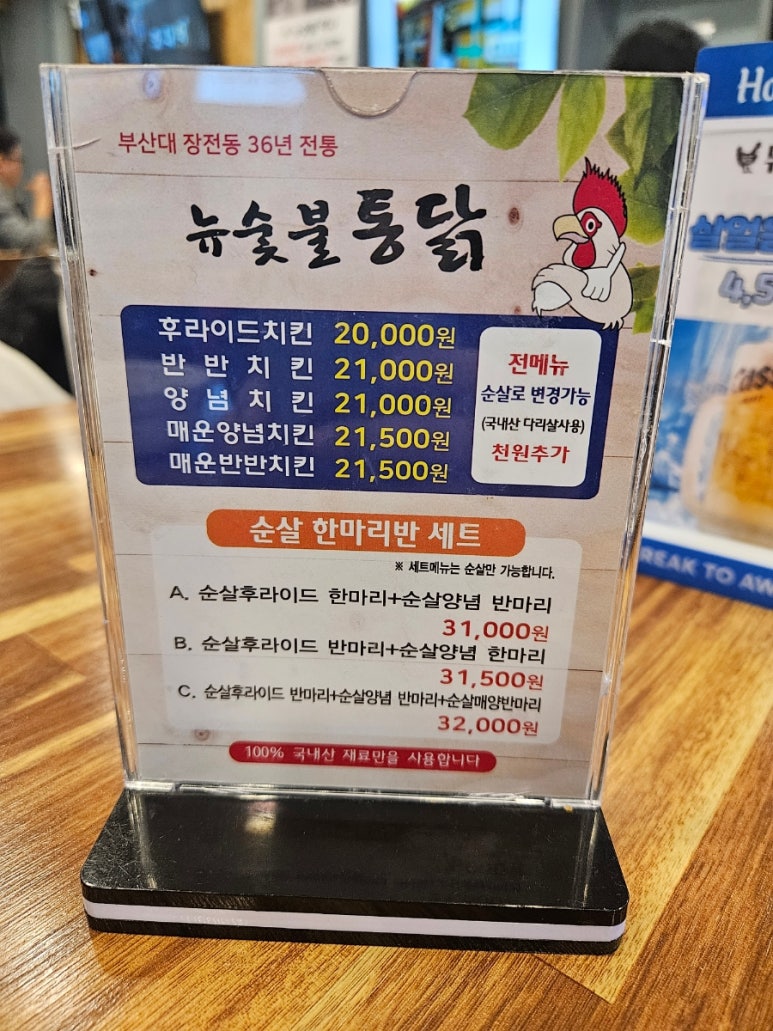 부산대 장전동 36년 전통
뉴숯불통닭
후라이드치킨 20,000원
반반치킨 21,000원
양념치킨 21,000원
매운양념치킨 21,500원
매운반반치킨 21,500원
전메뉴
순살로 변경가능
(국내산 다리살사용)
천원추가
순살 한마리반 세트
※ 세트메뉴는 순살만 가능합니다.
A. 순살후라이드 한마리+순살양념 반마리
31,000원
B. 순살후라이드 반마리+순살양념 한마리
31,500원
C. 순살후라이드 반마리+순살양념 반마리+순살매양반마리
32,000원
100% 국내산 재료만을 사용합니다
4,5
cass
REAK TO AW